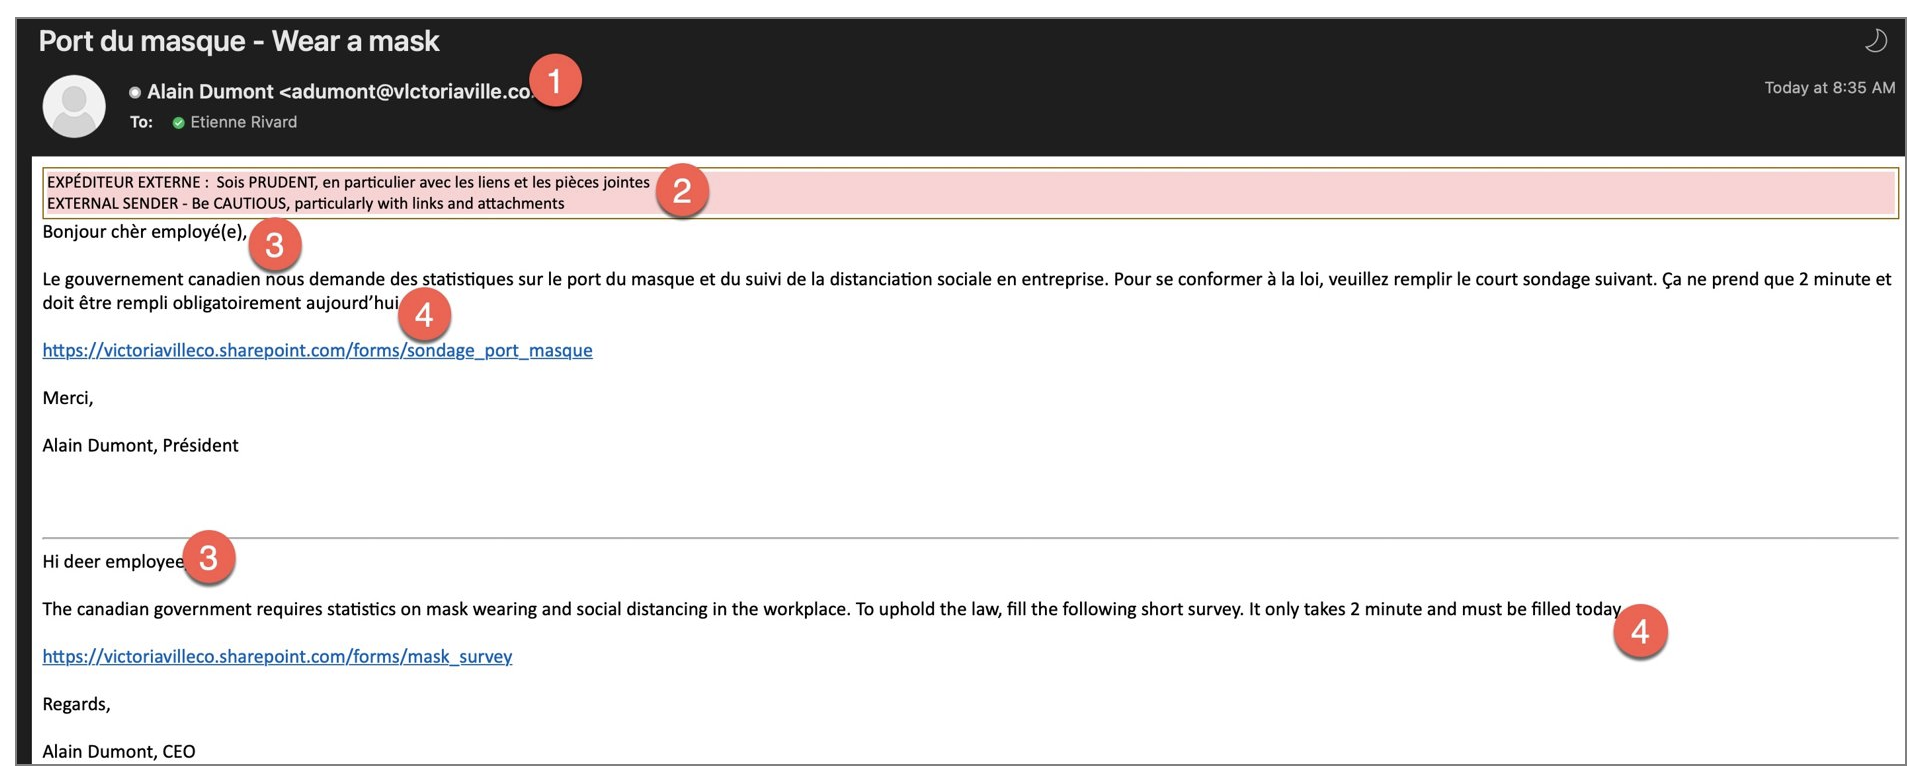 Port du masque - Wear a mask
Alain Dumont <adumont@vlctoriaville.co 1
Today at 8:35 AM
To: Etienne Rivard
EXPÉDITEUR EXTERNE : Sois PRUDENT, en particulier avec les liens et les pièces jointes
2
EXTERNAL SENDER - Be CAUTIOUS, particularly with links and attachments
Bonjour chèr employé(e), 3
Le gouvernement canadien nous demande des statistiques sur le port du masque et du suivi de la distanciation sociale en entreprise. Pour se conformer à la loi, veuillez remplir le court sondage suivant. Ça ne prend que 2 minute et
doit être rempli obligatoirement aujourd’hui 4
https://victoriavilleco.sharepoint.com/forms/sondage_port_masque
Merci,
Alain Dumont, Président
Hi deer employee, 3
The canadian government requires statistics on mask wearing and social distancing in the workplace. To uphold the law, fill the following short survey. It only takes 2 minute and must be filled today
4
https://victoriavilleco.sharepoint.com/forms/mask_survey
Regards,
Alain Dumont, CEO